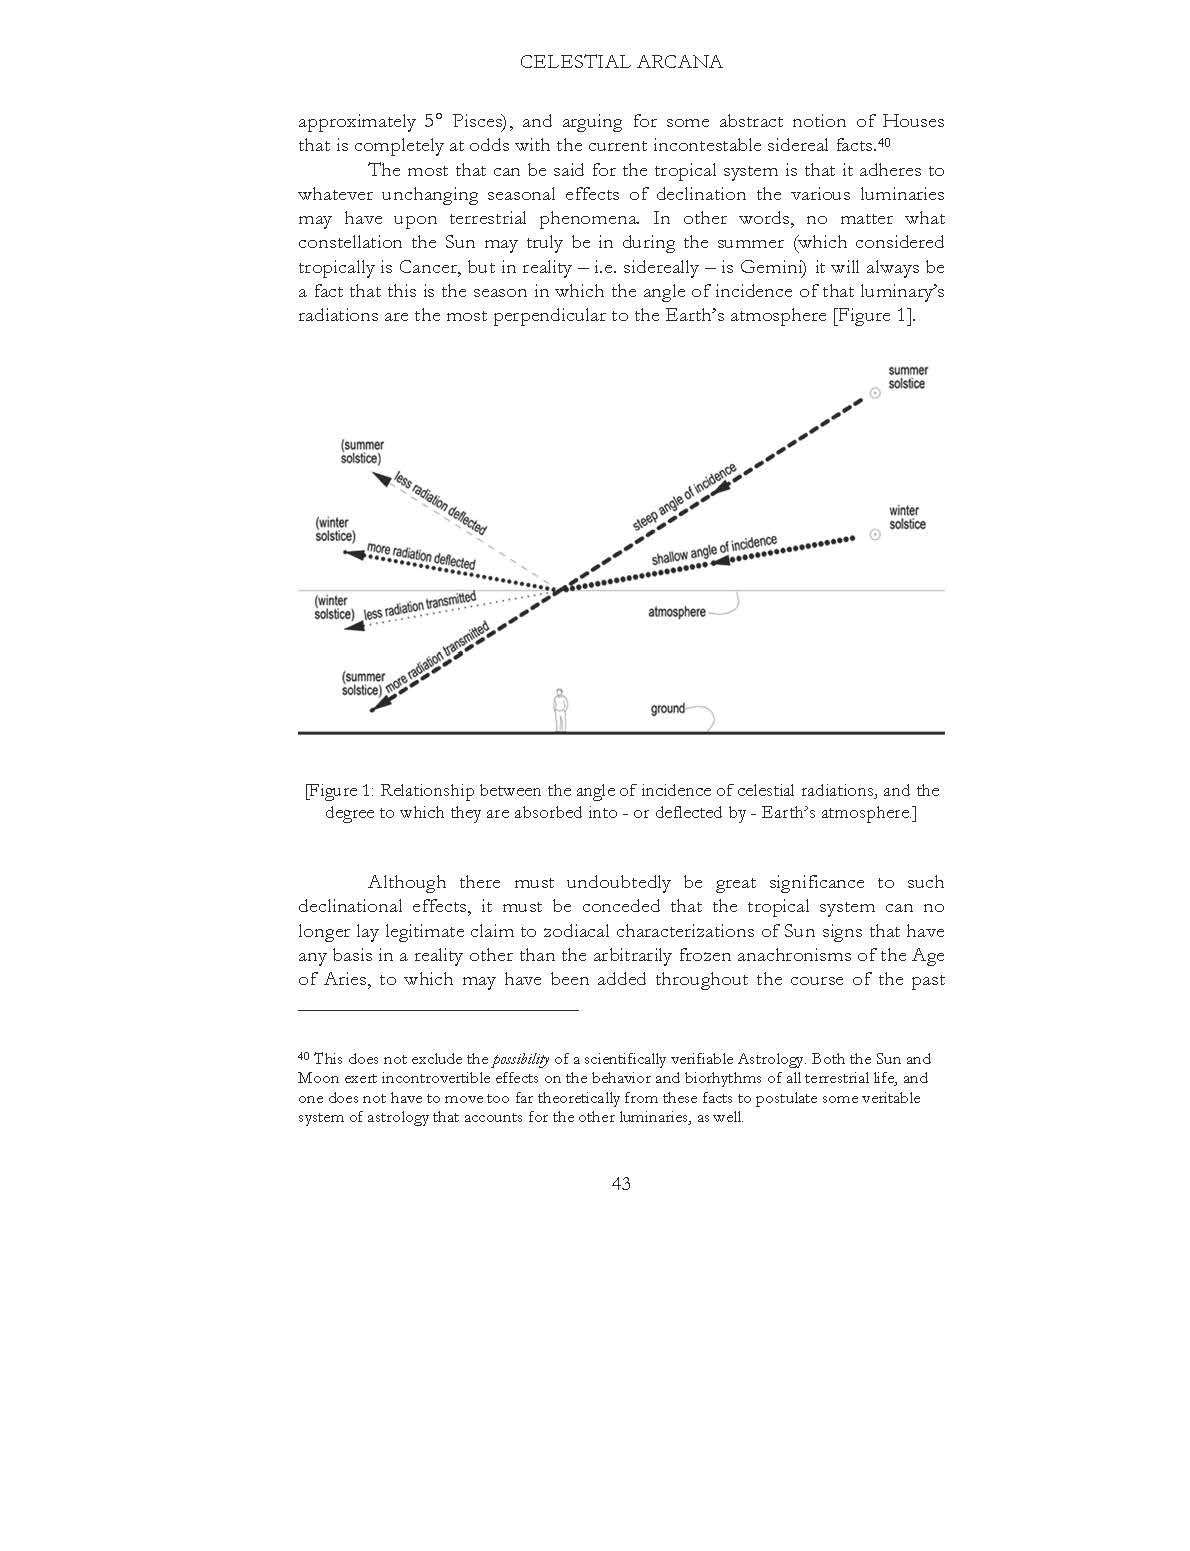 CELESTIAL ARCANA
approximately 5° Pisces), and arguing for some abstract notion of Houses
that is completely at odds with the current incontestable sidereal facts.40
The most that can be said for the tropical system is that it adheres to
whatever unchanging seasonal effects of declination the various luminaries
may have upon terrestrial phenomena. In other words, no matter what
constellation the Sun may truly be in during the summer (which considered
tropically is Cancer, but in reality – i.e. sidereally – is Gemini) it will always be
a fact that this is the season in which the angle of incidence of that luminary's
radiations are the most perpendicular to the Earth's atmosphere [Figure 1].
summer
solstice
(summer
solstice)
less radiation deflected
steep angle of incidence
winter
solstice
(winter
solstice)
more radiation deflected
shallow angle of incidence
(winter
solstice)
less radiation transmitted
atmosphere
(summer
solstice)
more radiation transmitted
ground
[Figure 1: Relationship between the angle of incidence of celestial radiations, and the
degree to which they are absorbed into - or deflected by - Earth's atmosphere.]
Although there must undoubtedly be great significance to such
declinational effects, it must be conceded that the tropical system can no
longer lay legitimate claim to zodiacal characterizations of Sun signs that have
any basis in a reality other than the arbitrarily frozen anachronisms of the Age
of Aries, to which may have been added throughout the course of the past
40 This does not exclude the possibility of a scientifically verifiable Astrology. Both the Sun and
Moon exert incontrovertible effects on the behavior and biorhythms of all terrestrial life, and
one does not have to move too far theoretically from these facts to postulate some veritable
system of astrology that accounts for the other luminaries, as well.
43